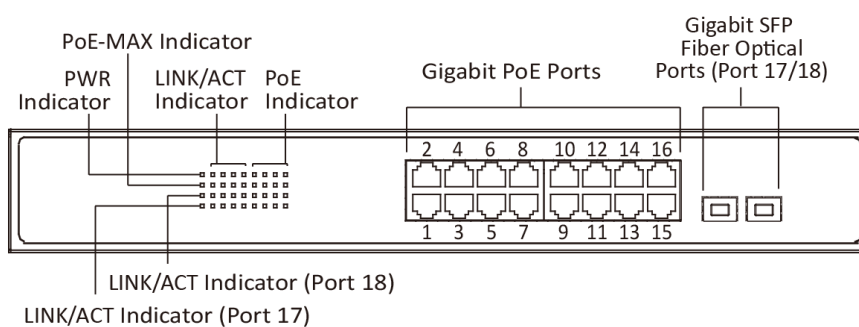 Gigabit SFP
Fiber Optical
Ports (Port 17/18)
PoE-MAX Indicator
PWR
Indicator
LINK/ACT
Indicator
PoE
Indicator
Gigabit PoE Ports
2 4 6 8 10 12 14 16
1 3 5 7 9 11 13 15
LINK/ACT Indicator (Port 18)
LINK/ACT Indicator (Port 17)